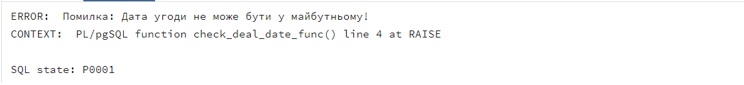 ERROR:  Помилка: Дата угоди не може бути у майбутньому!
CONTEXT:  PL/pgSQL function check_deal_date_func() line 4 at RAISE
SQL state: P0001